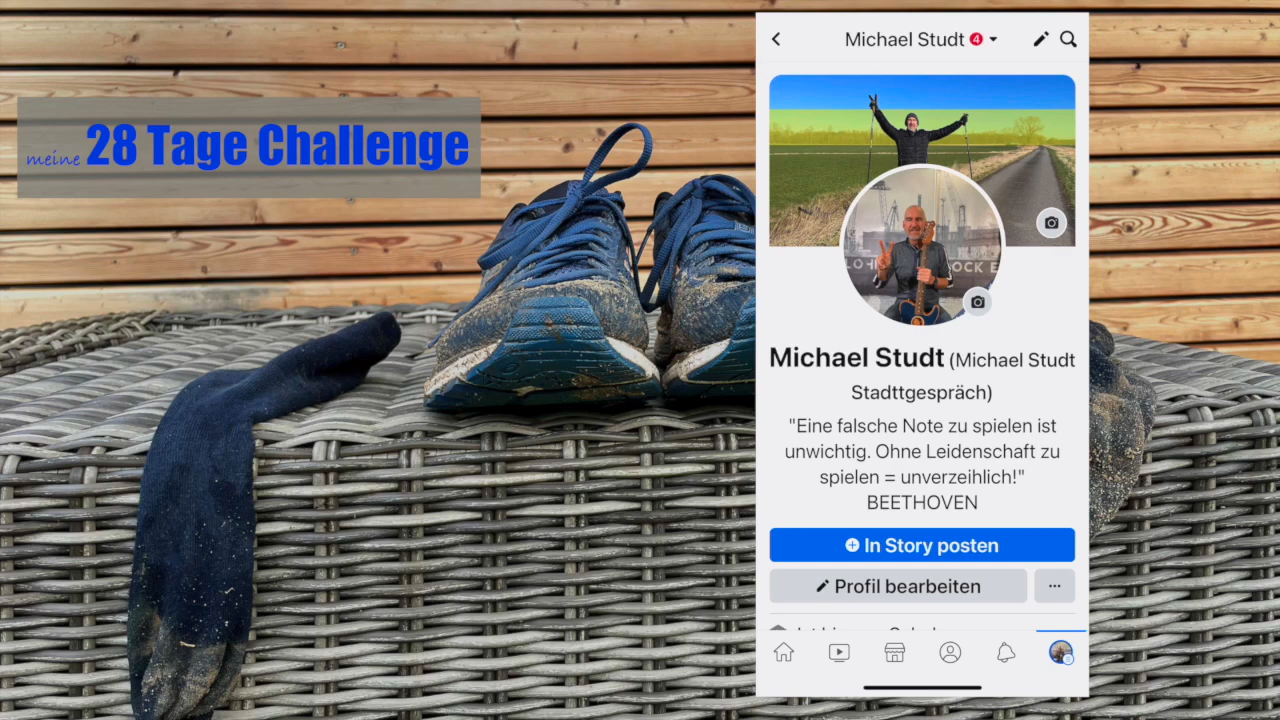 meine 28 Tage Challenge
Michael Studt 4
Michael Studt (Michael Studt
Stadttgespräch)
"Eine falsche Note zu spielen ist
unwichtig. Ohne Leidenschaft zu
spielen = unverzeihlich!"
BEETHOVEN
In Story posten
Profil bearbeiten